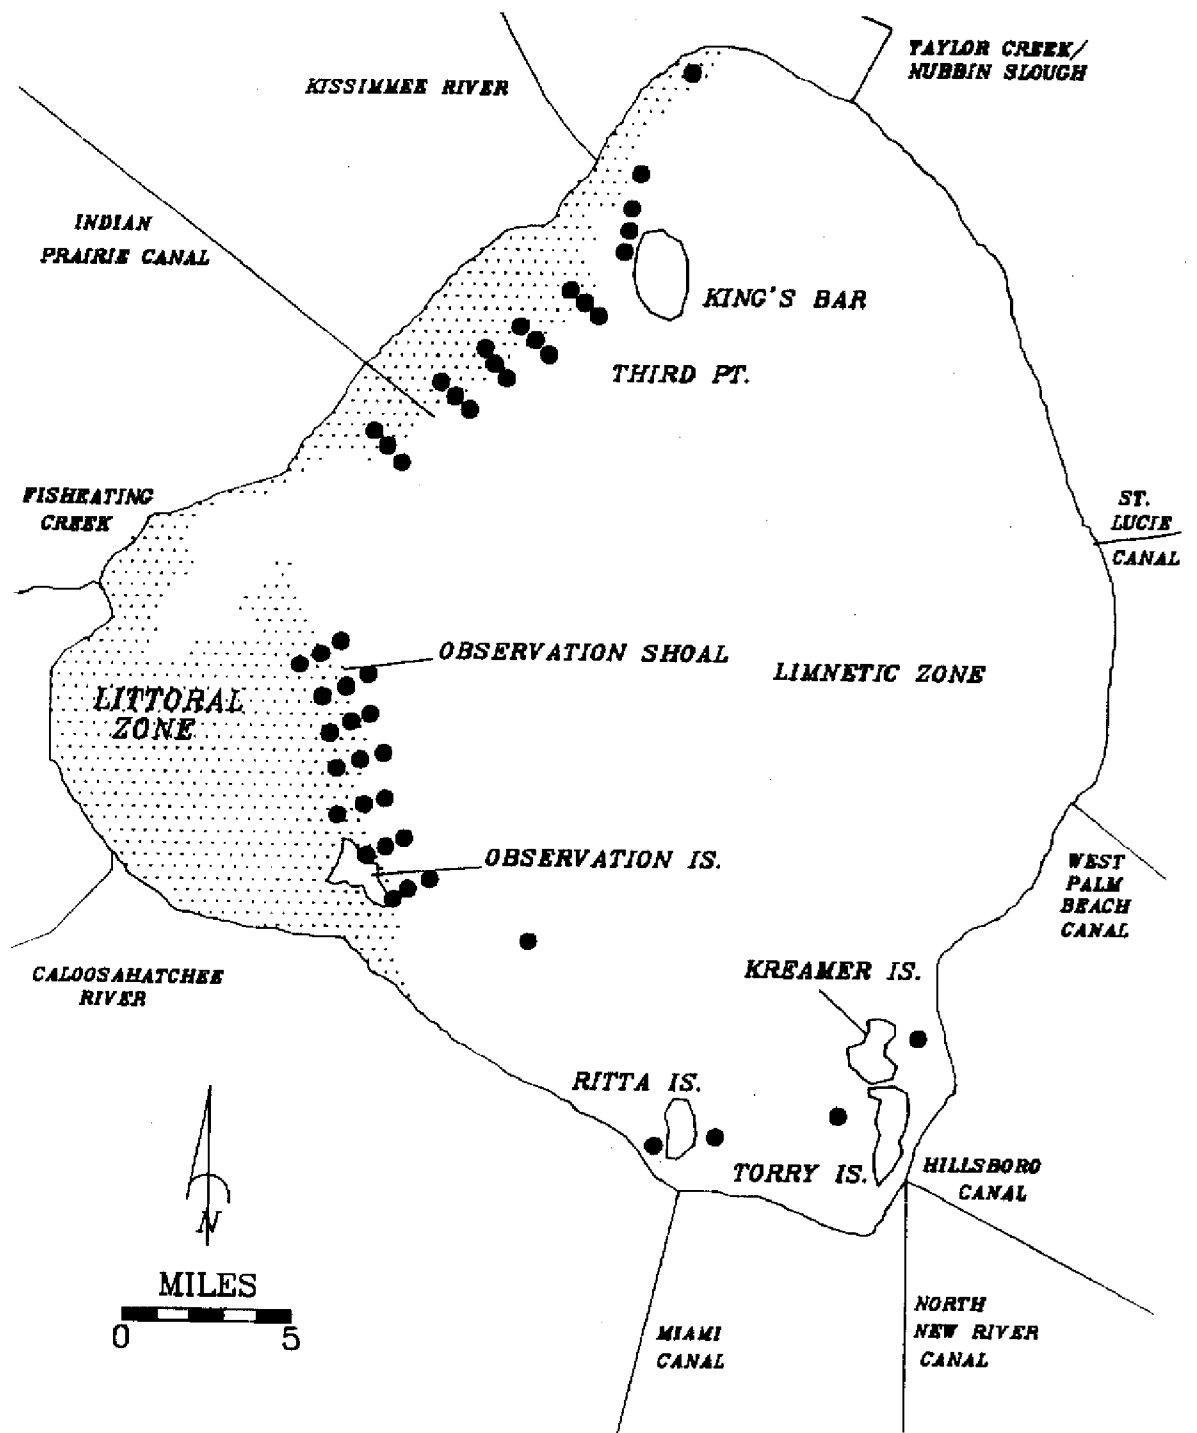 TAYLOR CREEK/
NUBBIN SLOUGH
KISSIMMEE RIVER
INDIAN
PRAIRIE CANAL
KING'S BAR
THIRD PT.
FISHEATING
CREEK
ST.
LUCIE
CANAL
OBSERVATION SHOAL
LIMNETIC ZONE
LITTORAL
ZONE
OBSERVATION IS.
WEST
PALM
BEACH
CANAL
CALOOSAHATCHEE
RIVER
KREAMER IS.
RITTA IS.
TORRY IS.
HILLSBORO
CANAL
N
MILES
0 5
NORTH
NEW RIVER
CANAL
MIAMI
CANAL